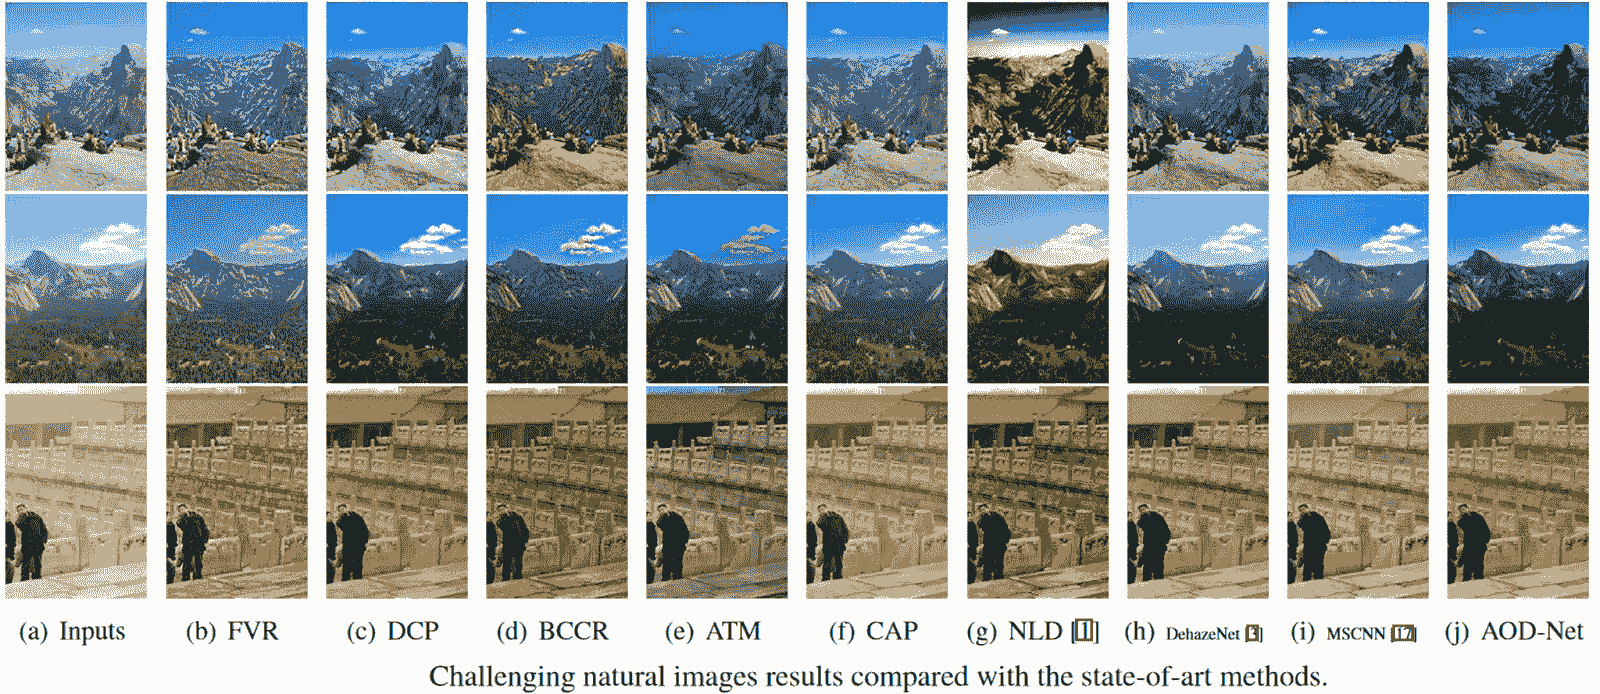 (a) Inputs (b) FVR (c) DCP (d) BCCR (e) ATM (f) CAP (g) NLD [1] (h) DehazeNet [3] (i) MSCNN [17] (j) AOD-Net
Challenging natural images results compared with the state-of-art methods.